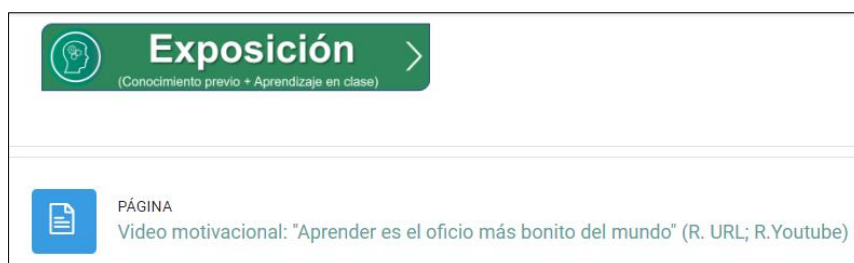 Exposición
(Conocimiento previo + Aprendizaje en clase)
PÁGINA
Video motivacional: "Aprender es el oficio más bonito del mundo" (R. URL; R.Youtube)